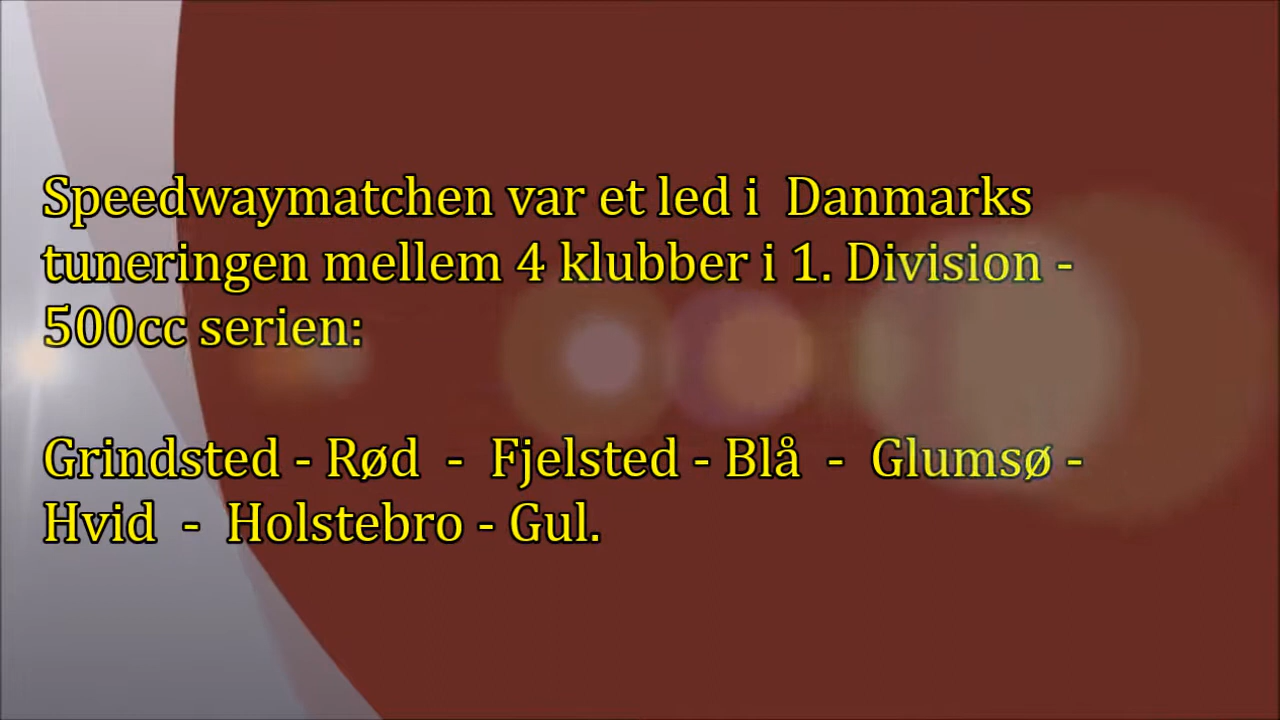 Speedwaymatchen var et led i  Danmarks
tuneringen mellem 4 klubber i 1. Division -
500cc serien:
Grindsted - Rød  -  Fjelsted - Blå  -  Glumsø -
Hvid  -  Holstebro - Gul.